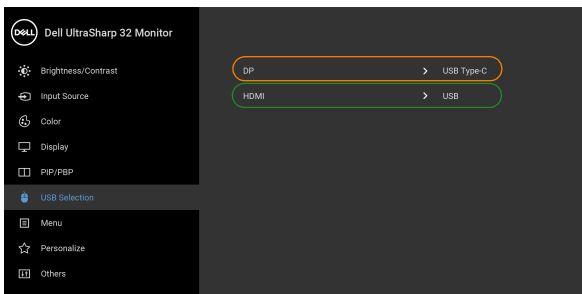 DELL
Dell UltraSharp 32 Monitor
Brightness/Contrast
Input Source
Color
Display
PIP/PBP
USB Selection
Menu
Personalize
Others
DP > USB Type-C
HDMI > USB